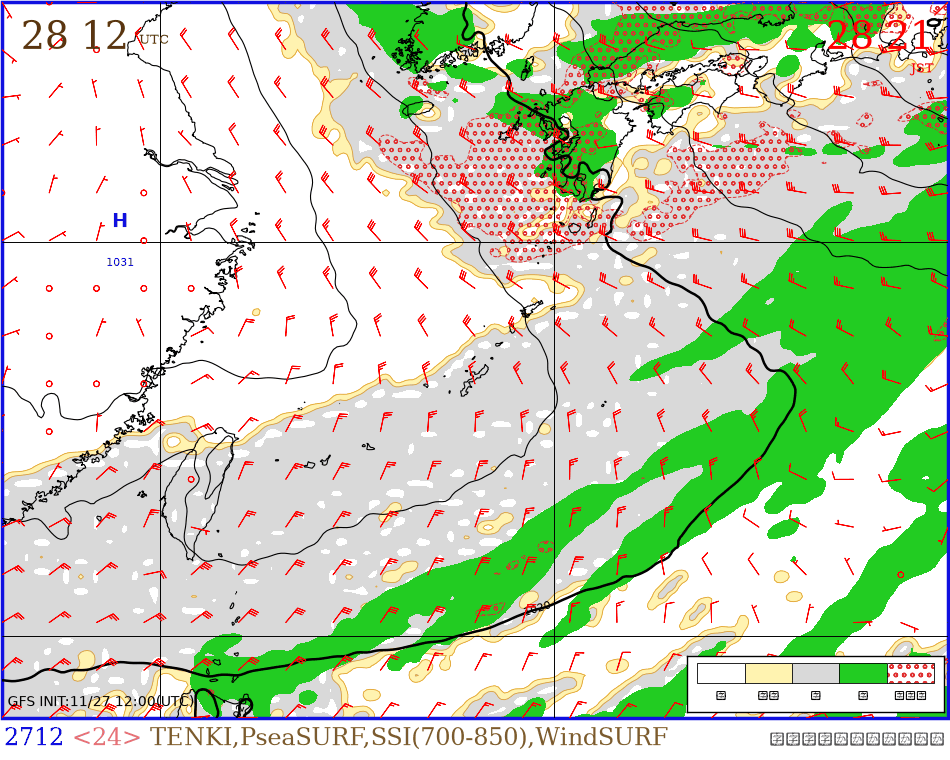 28 12 UTC
28 21
JST
H
1031
1020
GFS INIT:11/27 12:00(UTC)
2712 <24> TENKI,PseaSURF,SSI(700-850),WindSURF